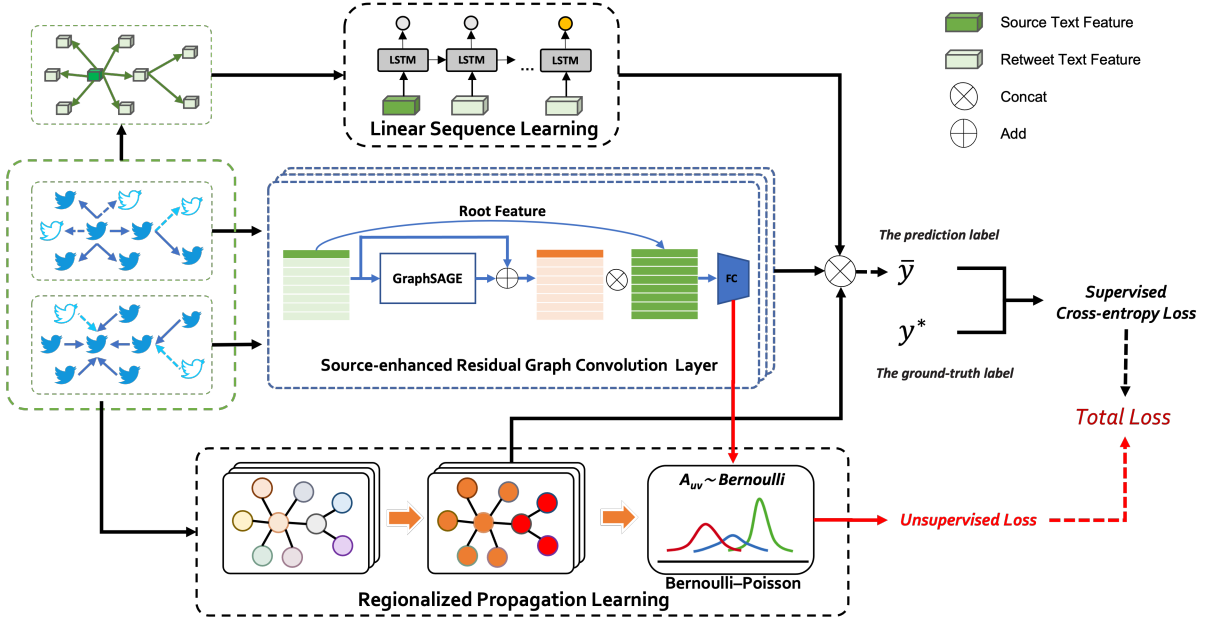 Source Text Feature
Retweet Text Feature
Concat
Add
LSTM
LSTM
...
LSTM
Linear Sequence Learning
Root Feature
GraphSAGE
FC
Source-enhanced Residual Graph Convolution Layer
The prediction label
ȳ
y*
The ground-truth label
Supervised
Cross-entropy Loss
Total Loss
A_uv~Bernoulli
Bernoulli–Poisson
Unsupervised Loss
Regionalized Propagation Learning